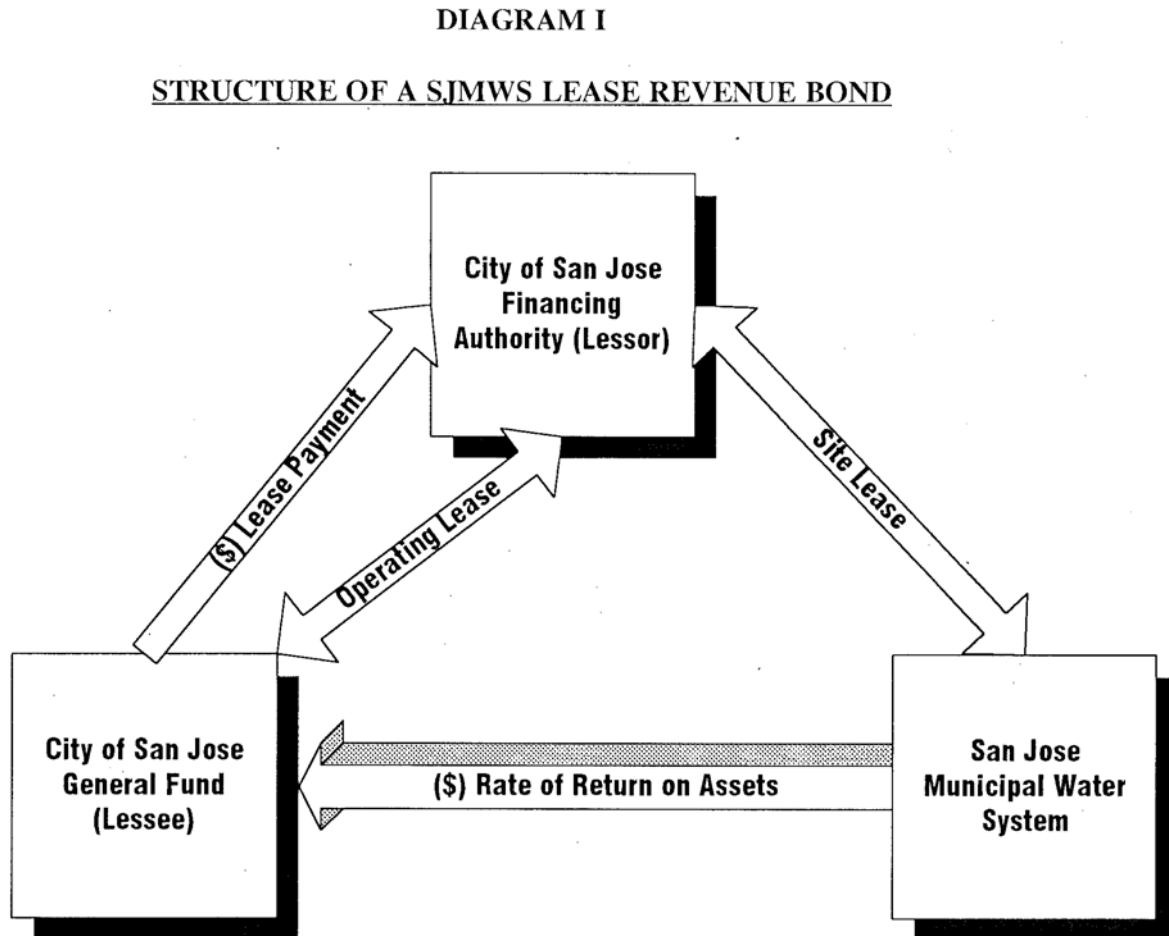 DIAGRAM I
STRUCTURE OF A SJMWS LEASE REVENUE BOND
City of San Jose
Financing
Authority (Lessor)
($) Lease Payment
Operating Lease
Site Lease
City of San Jose
General Fund
(Lessee)
($) Rate of Return on Assets
San Jose
Municipal Water
System